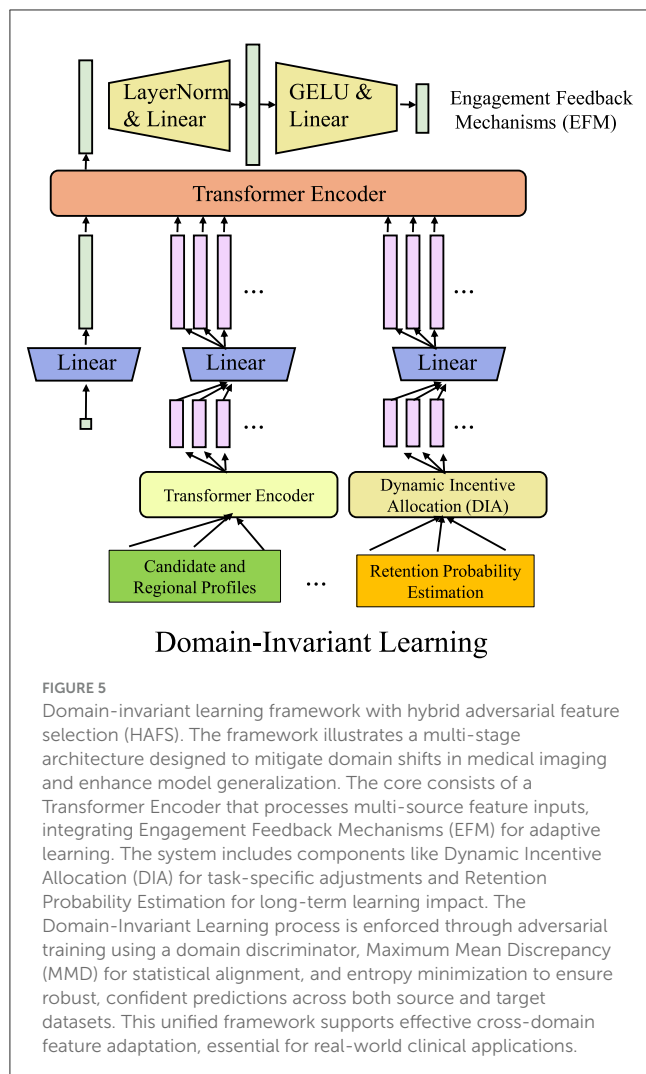 LayerNorm
& Linear
GELU &
Linear
Engagement Feedback
Mechanisms (EFM)
Transformer Encoder
...
...
Linear
Linear
Linear
...
...
Transformer Encoder
Dynamic Incentive
Allocation (DIA)
Candidate and
Regional Profiles
...
Retention Probability
Estimation
Domain-Invariant Learning
FIGURE 5
Domain-invariant learning framework with hybrid adversarial feature
selection (HAFS). The framework illustrates a multi-stage
architecture designed to mitigate domain shifts in medical imaging
and enhance model generalization. The core consists of a
Transformer Encoder that processes multi-source feature inputs,
integrating Engagement Feedback Mechanisms (EFM) for adaptive
learning. The system includes components like Dynamic Incentive
Allocation (DIA) for task-specific adjustments and Retention
Probability Estimation for long-term learning impact. The
Domain-Invariant Learning process is enforced through adversarial
training using a domain discriminator, Maximum Mean Discrepancy
(MMD) for statistical alignment, and entropy minimization to ensure
robust, confident predictions across both source and target
datasets. This unified framework supports effective cross-domain
feature adaptation, essential for real-world clinical applications.